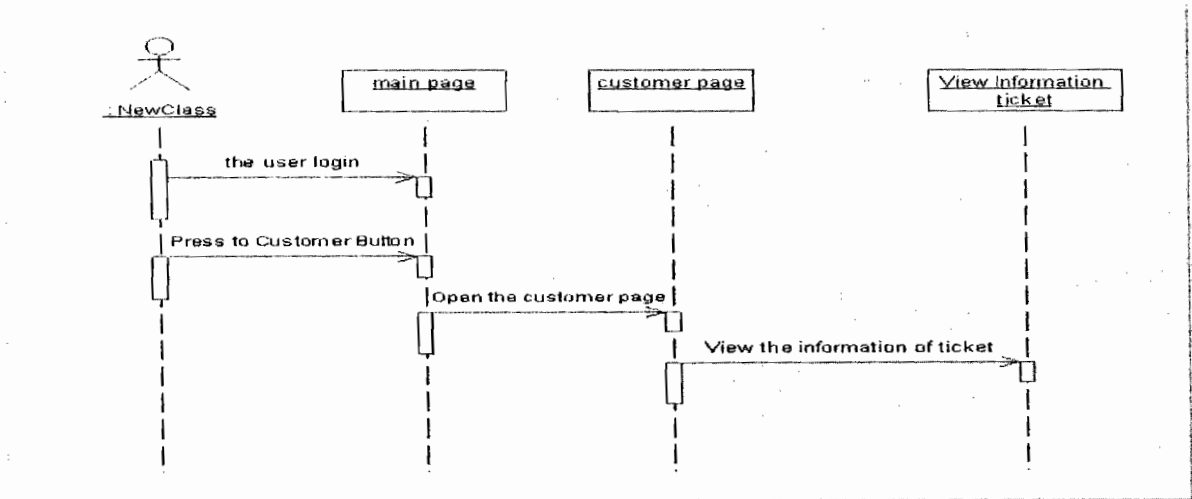 : NewClass
main page
customer page
View Information
ticket
the user login
Press to Customer Button
Open the customer page
View the information of ticket